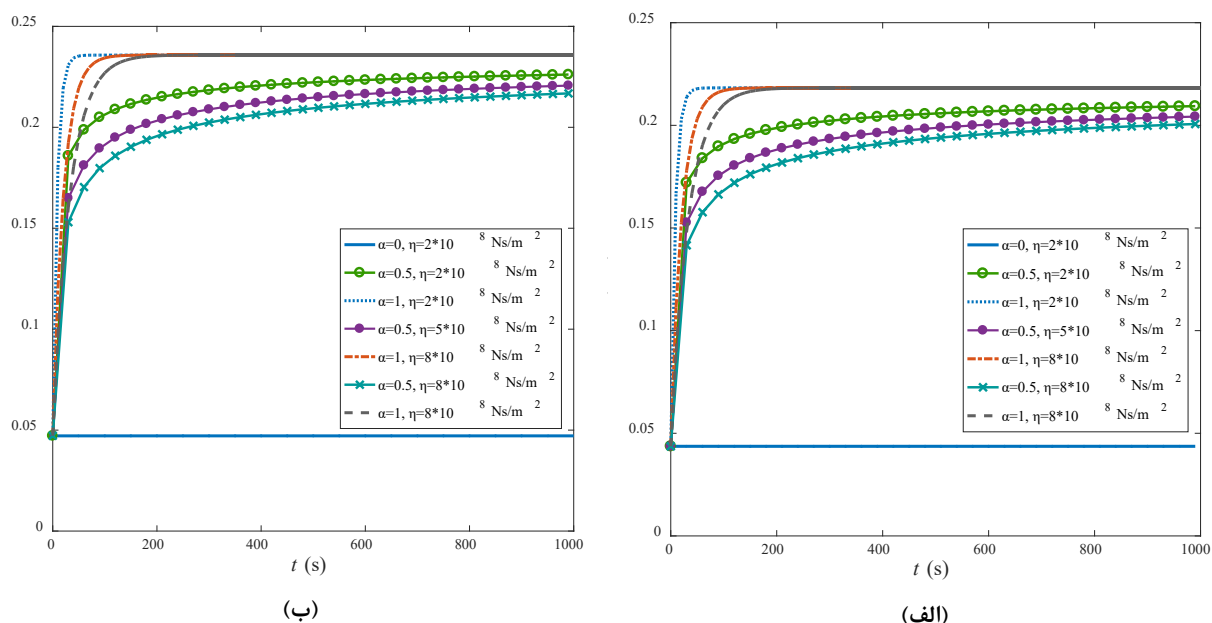 0.25
0.2
0.15
0.1
0.05
0
0 200 400 600 800 1000
t (s)
α=0, η=2*10 8 Ns/m 2
α=0.5, η=2*10 8 Ns/m 2
α=1, η=2*10 8 Ns/m 2
α=0.5, η=5*10 8 Ns/m 2
α=1, η=8*10 8 Ns/m 2
α=0.5, η=8*10 8 Ns/m 2
α=1, η=8*10 8 Ns/m 2
(ب)
0.25
0.2
0.15
0.1
0.05
0
0 200 400 600 800 1000
t (s)
α=0, η=2*10 8 Ns/m 2
α=0.5, η=2*10 8 Ns/m 2
α=1, η=2*10 8 Ns/m 2
α=0.5, η=5*10 8 Ns/m 2
α=1, η=8*10 8 Ns/m 2
α=0.5, η=8*10 8 Ns/m 2
α=1, η=8*10 8 Ns/m 2
(الف)